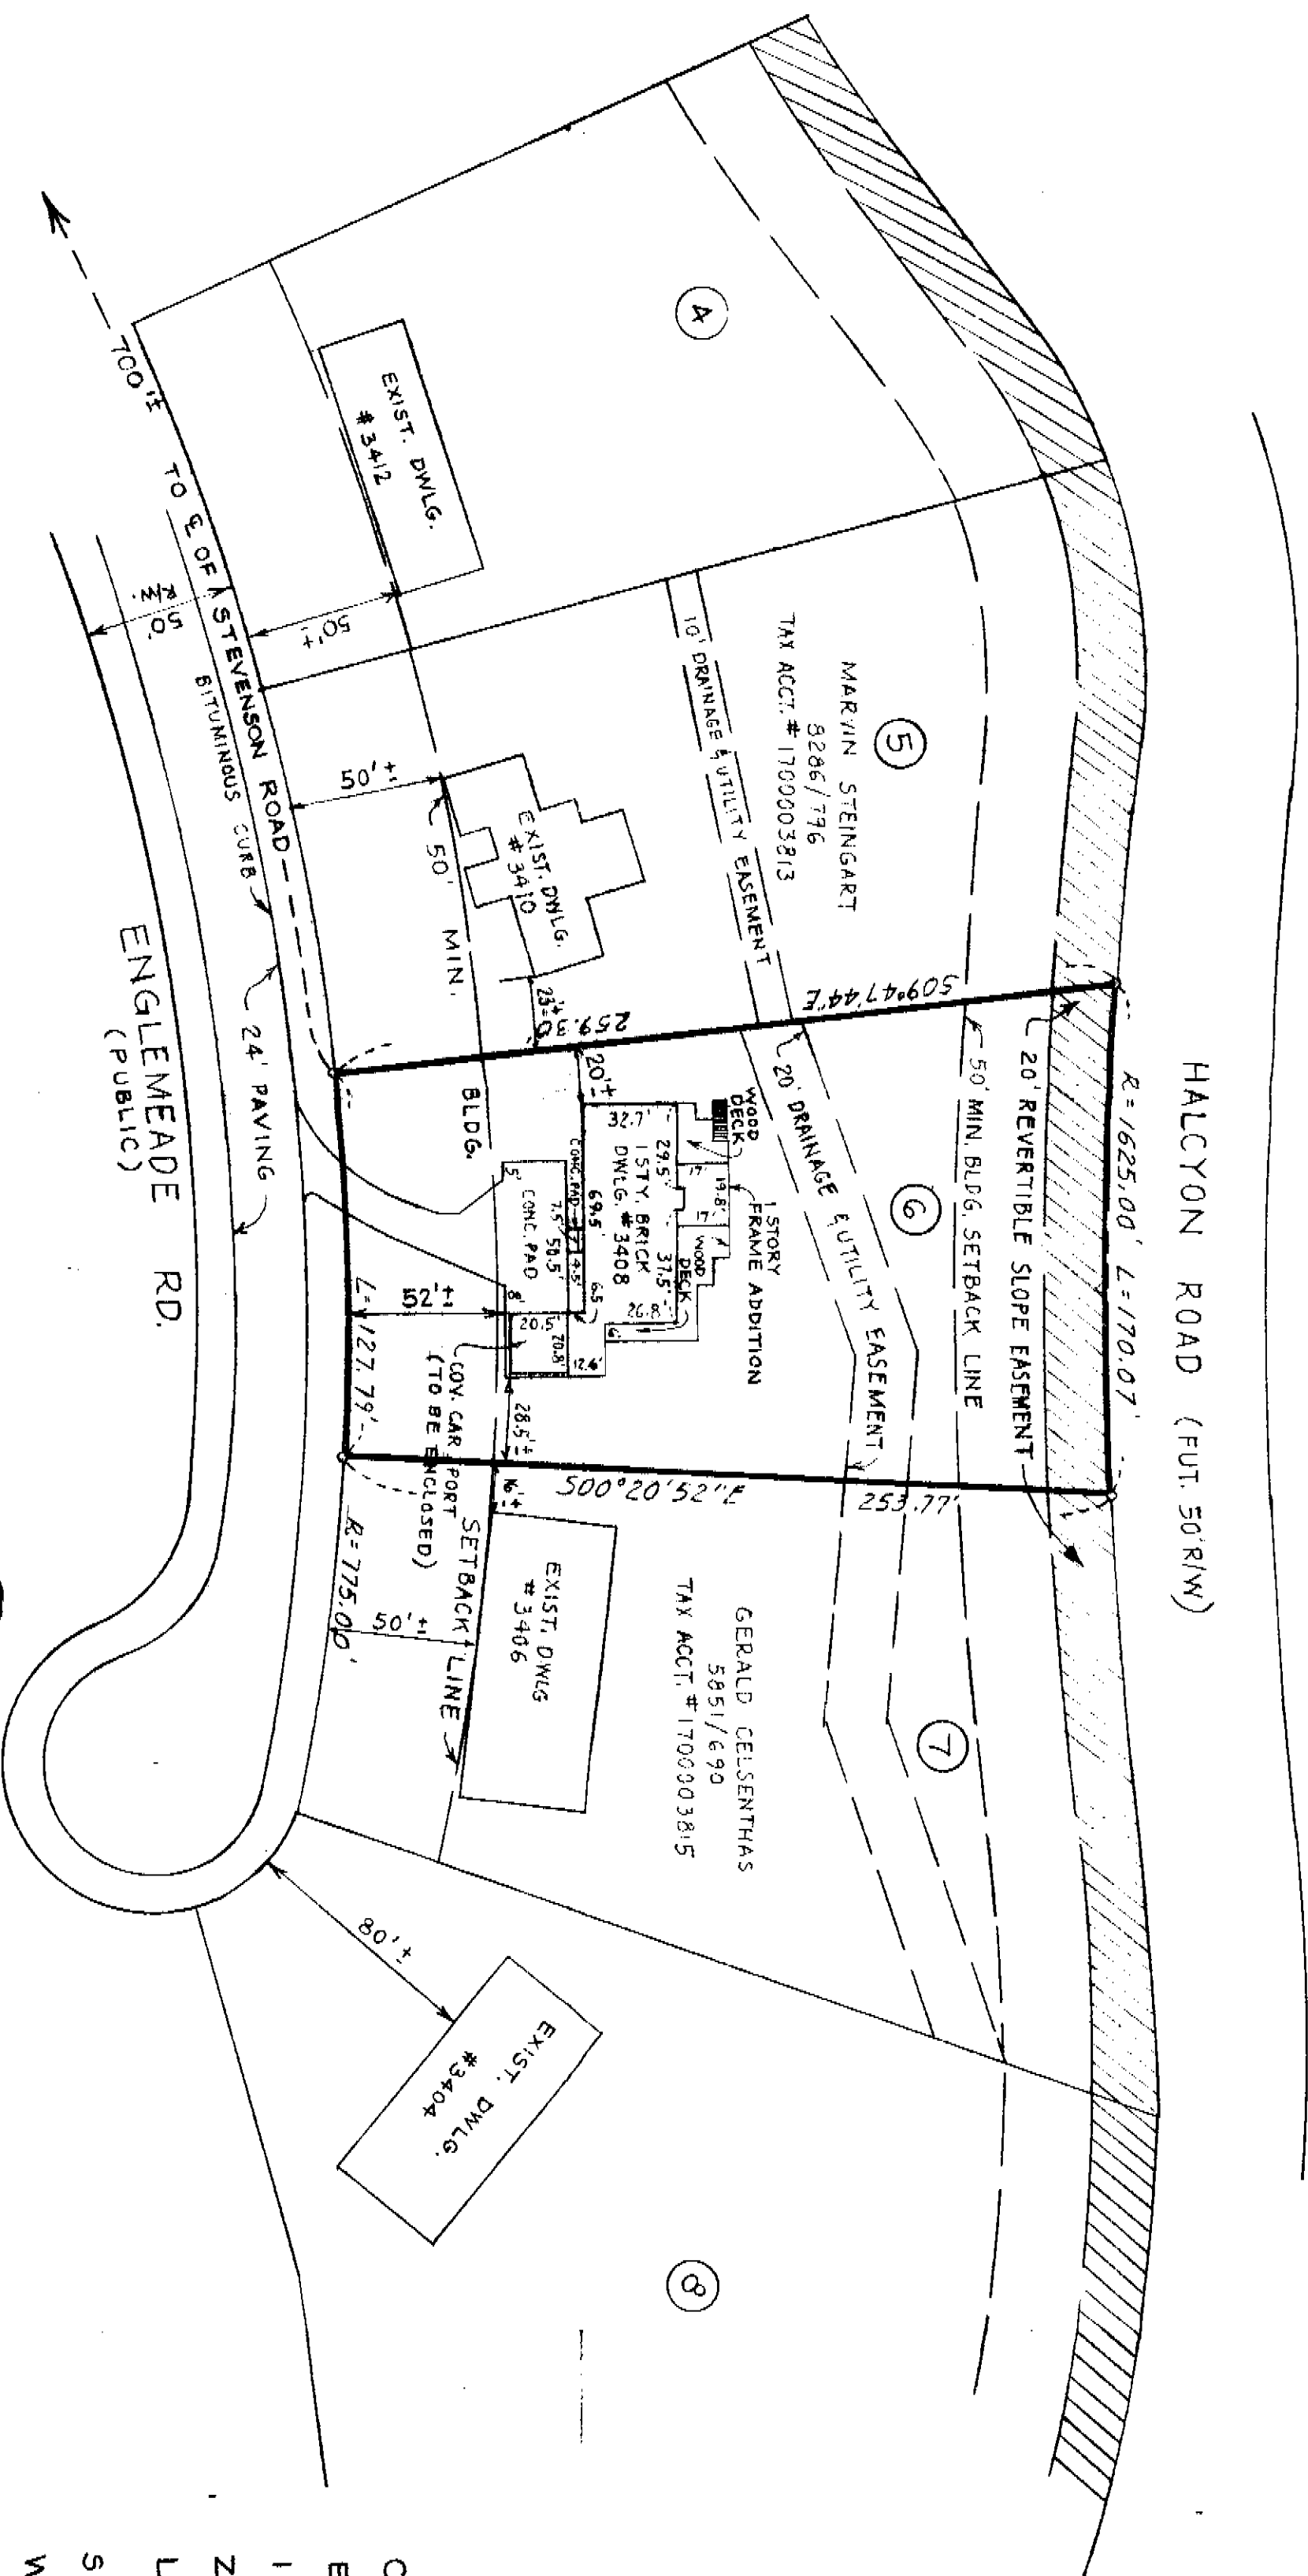 HALCYON ROAD (FUT. 50' R/W)
R = 1625.00' L = 170.07'
20' REVERTIBLE SLOPE EASEMENT
50' MIN. BLDG. SETBACK LINE
4
5
6
7
8
MARVIN STEINGART
8286/796
TAX ACCT. # 1700003813
10' DRAINAGE & UTILITY EASEMENT
20' DRAINAGE & UTILITY EASEMENT
S09°47'44"E
259.30
S00°20'52"E
253.77'
GERALD CELSENTHAS
5851/690
TAX ACCT. # 1700003815
EXIST. DWLG.
# 3412
EXIST. DWLG.
# 3410
1 STORY
FRAME ADDITION
WOOD
DECK
19.8'
17'
17'
WOOD
DECK
29.5'
37.5'
32.7'
1 STY. BRICK
DWLG. # 3408
26.8'
6'
69.5'
6.5'
CONC. PAD
7.5'
4.5'
50.5'
CONC. PAD
5'
8'
20.5'
20.8'
12.4'
COV. CAR PORT
(TO BE ENCLOSED)
20'±
23'±
28.5'±
16'±
52'±
EXIST. DWLG
# 3406
EXIST. DWLG.
#3404
80'±
50'±
50'±
50'±
50' MIN. BLDG. SETBACK LINE
L = 127.79'
R = 775.00'
700'± TO ℄ OF STEVENSON ROAD
50'
R/W.
BITUMINOUS CURB
24' PAVING
ENGLEMEADE RD.
(PUBLIC)